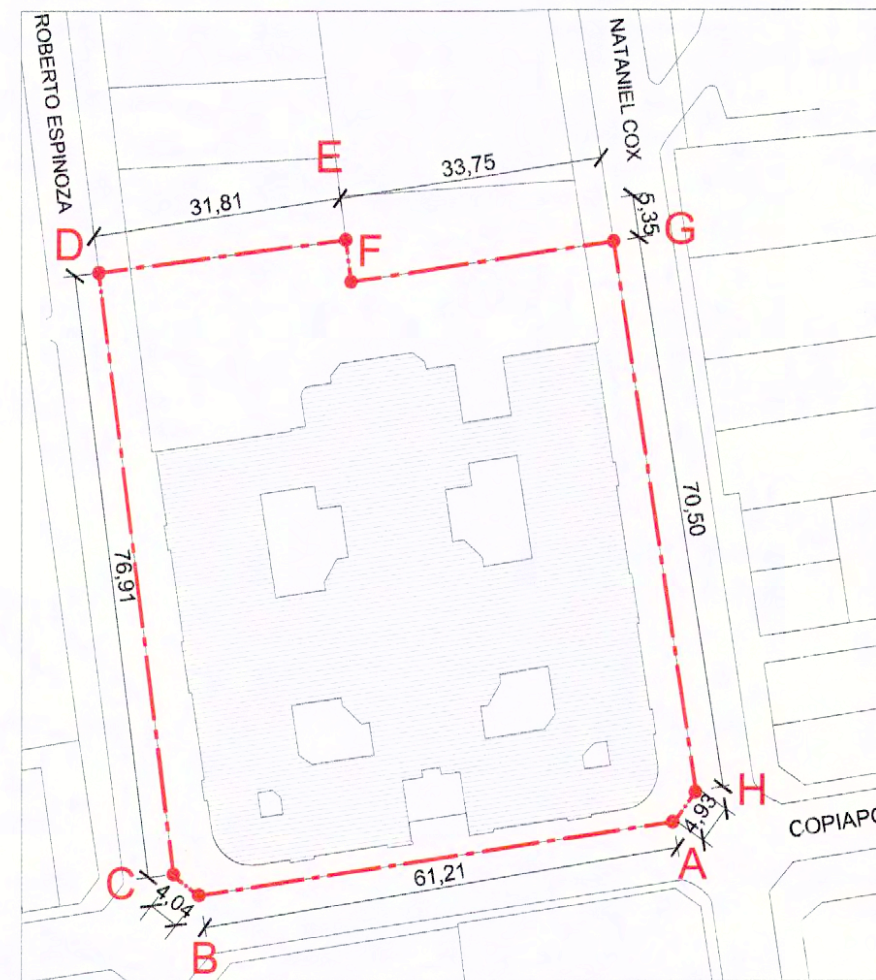 ROBERTO ESPINOZA
NATANIEL COX
E
33,75
31,81
5,35
D
F
G
70,50
76,91
H
4,93
COPIAPO
A
C
61,21
4,04
B